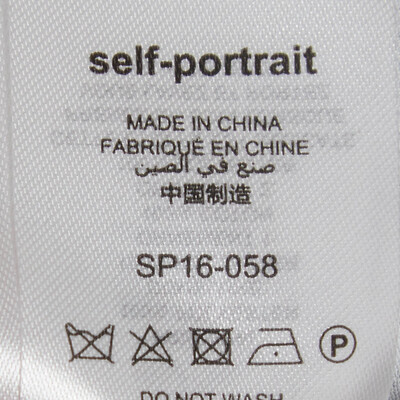 self-portrait
MADE IN CHINA
FABRIQUÉ EN CHINE
صنع في الصين
中国制造
SP16-058
P
DO NOT WASH